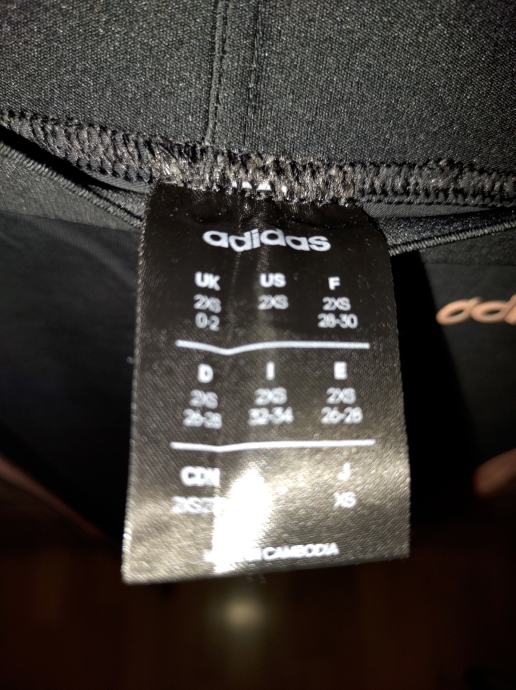 adidas
UK US F
2XS 2XS 2XS
0-2 28-30
D I E
2XS 2XS 2XS
26-28 32-34 26-28
CDN J
XS
CAMBODIA